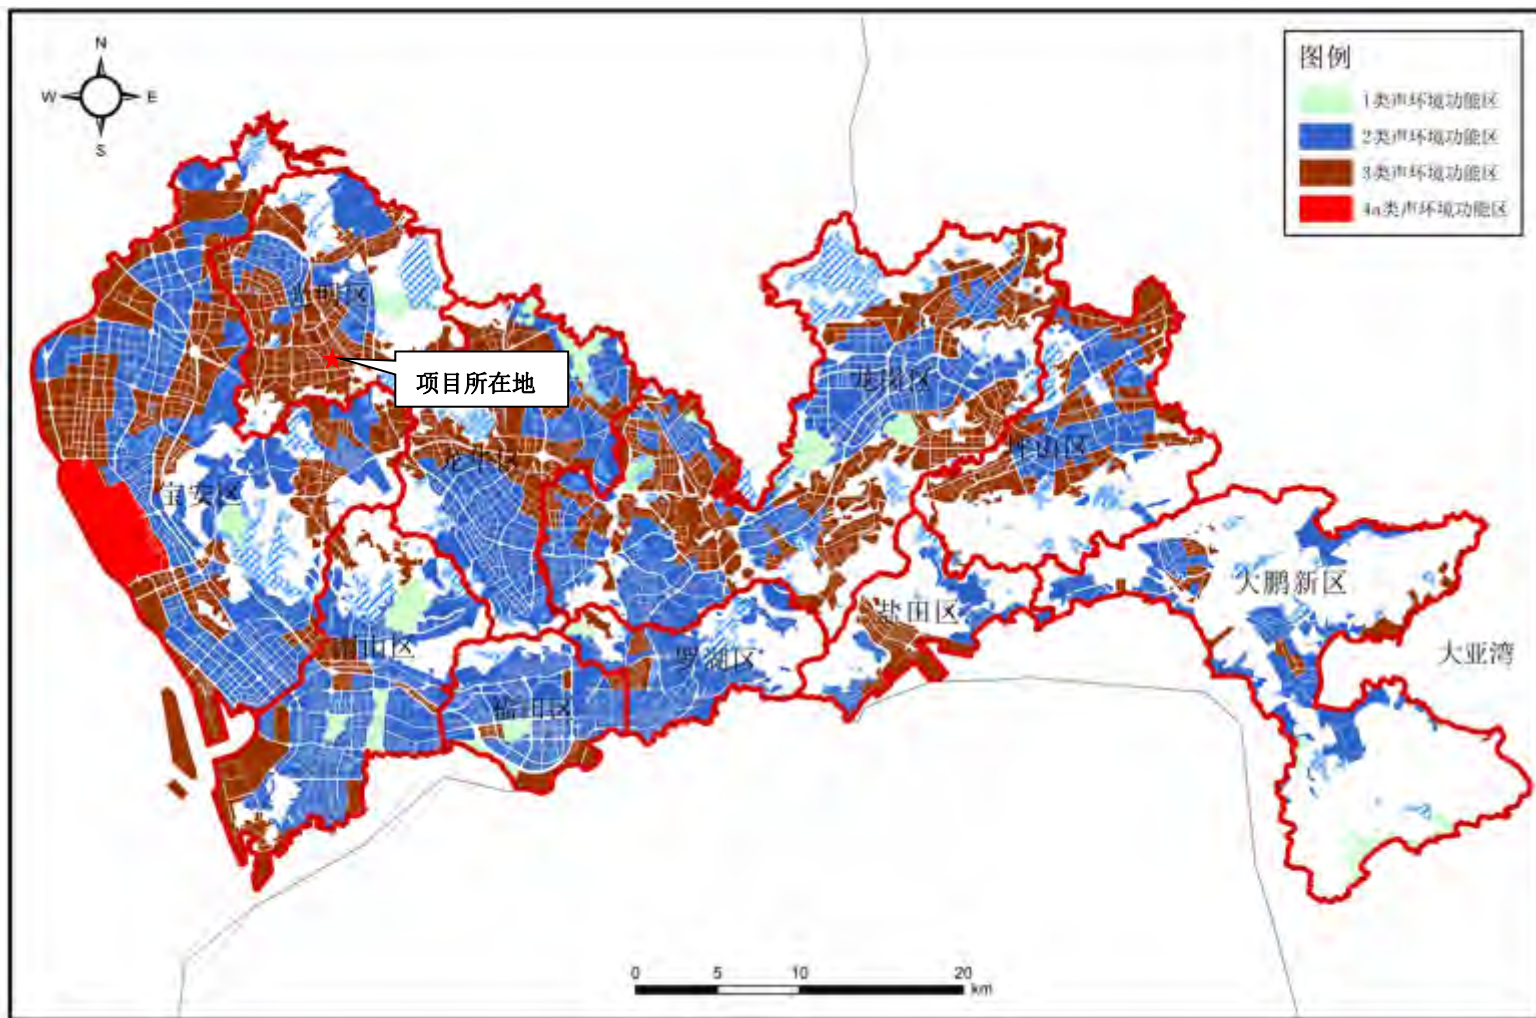 N
W
E
S
图例
1类声环境功能区
2类声环境功能区
3类声环境功能区
4a类声环境功能区
光明区
项目所在地
龙岗区
坪山区
龙华区
宝安区
大鹏新区
盐田区
大亚湾
南山区
罗湖区
福田区
0 5 10 20
km